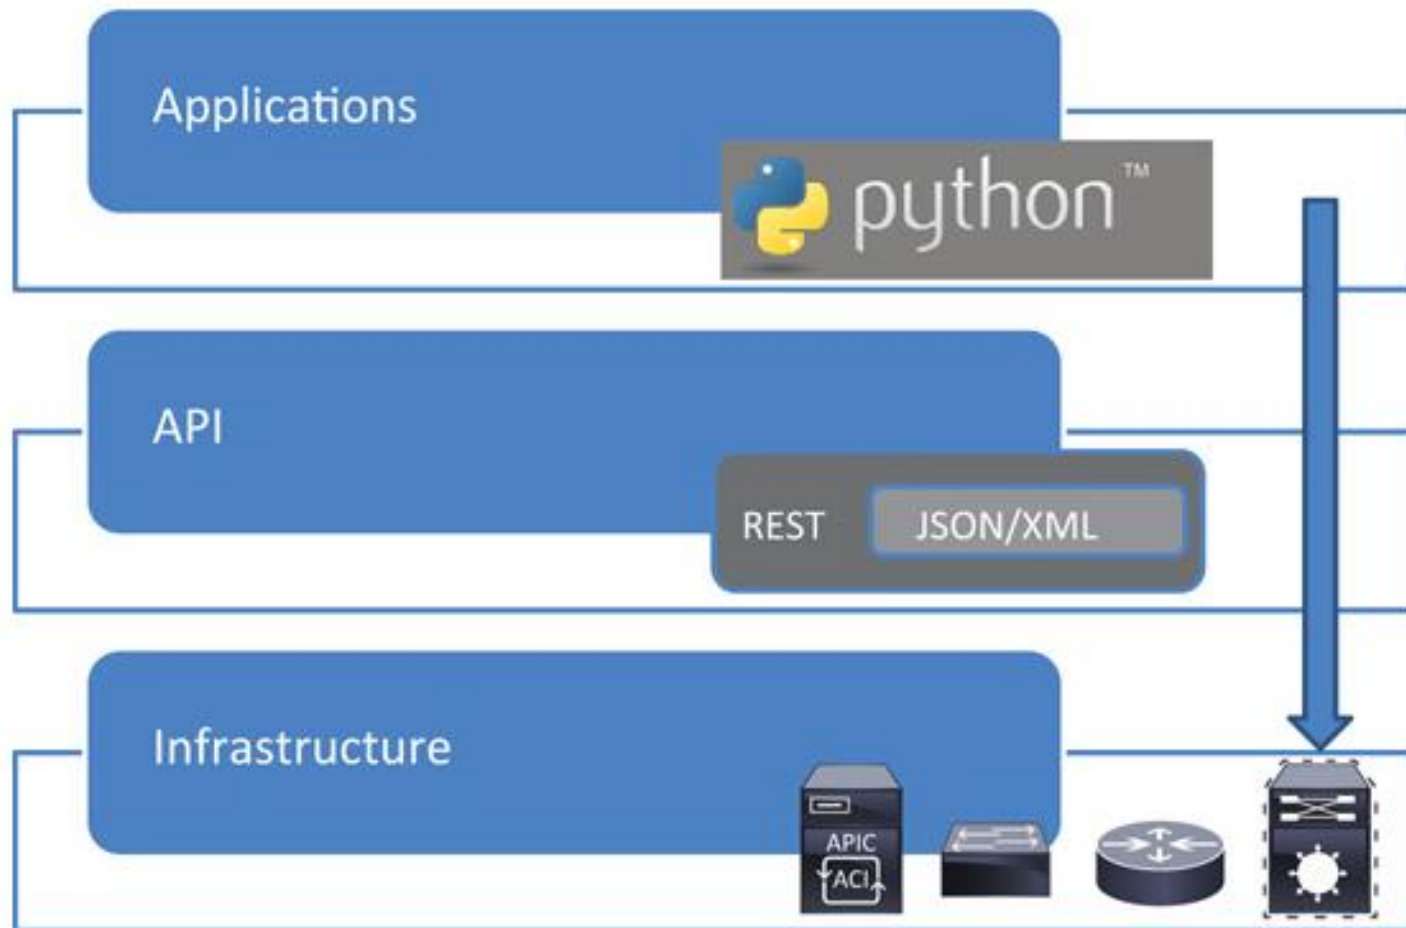 Applications
python™
API
REST
JSON/XML
Infrastructure
APIC
ACI